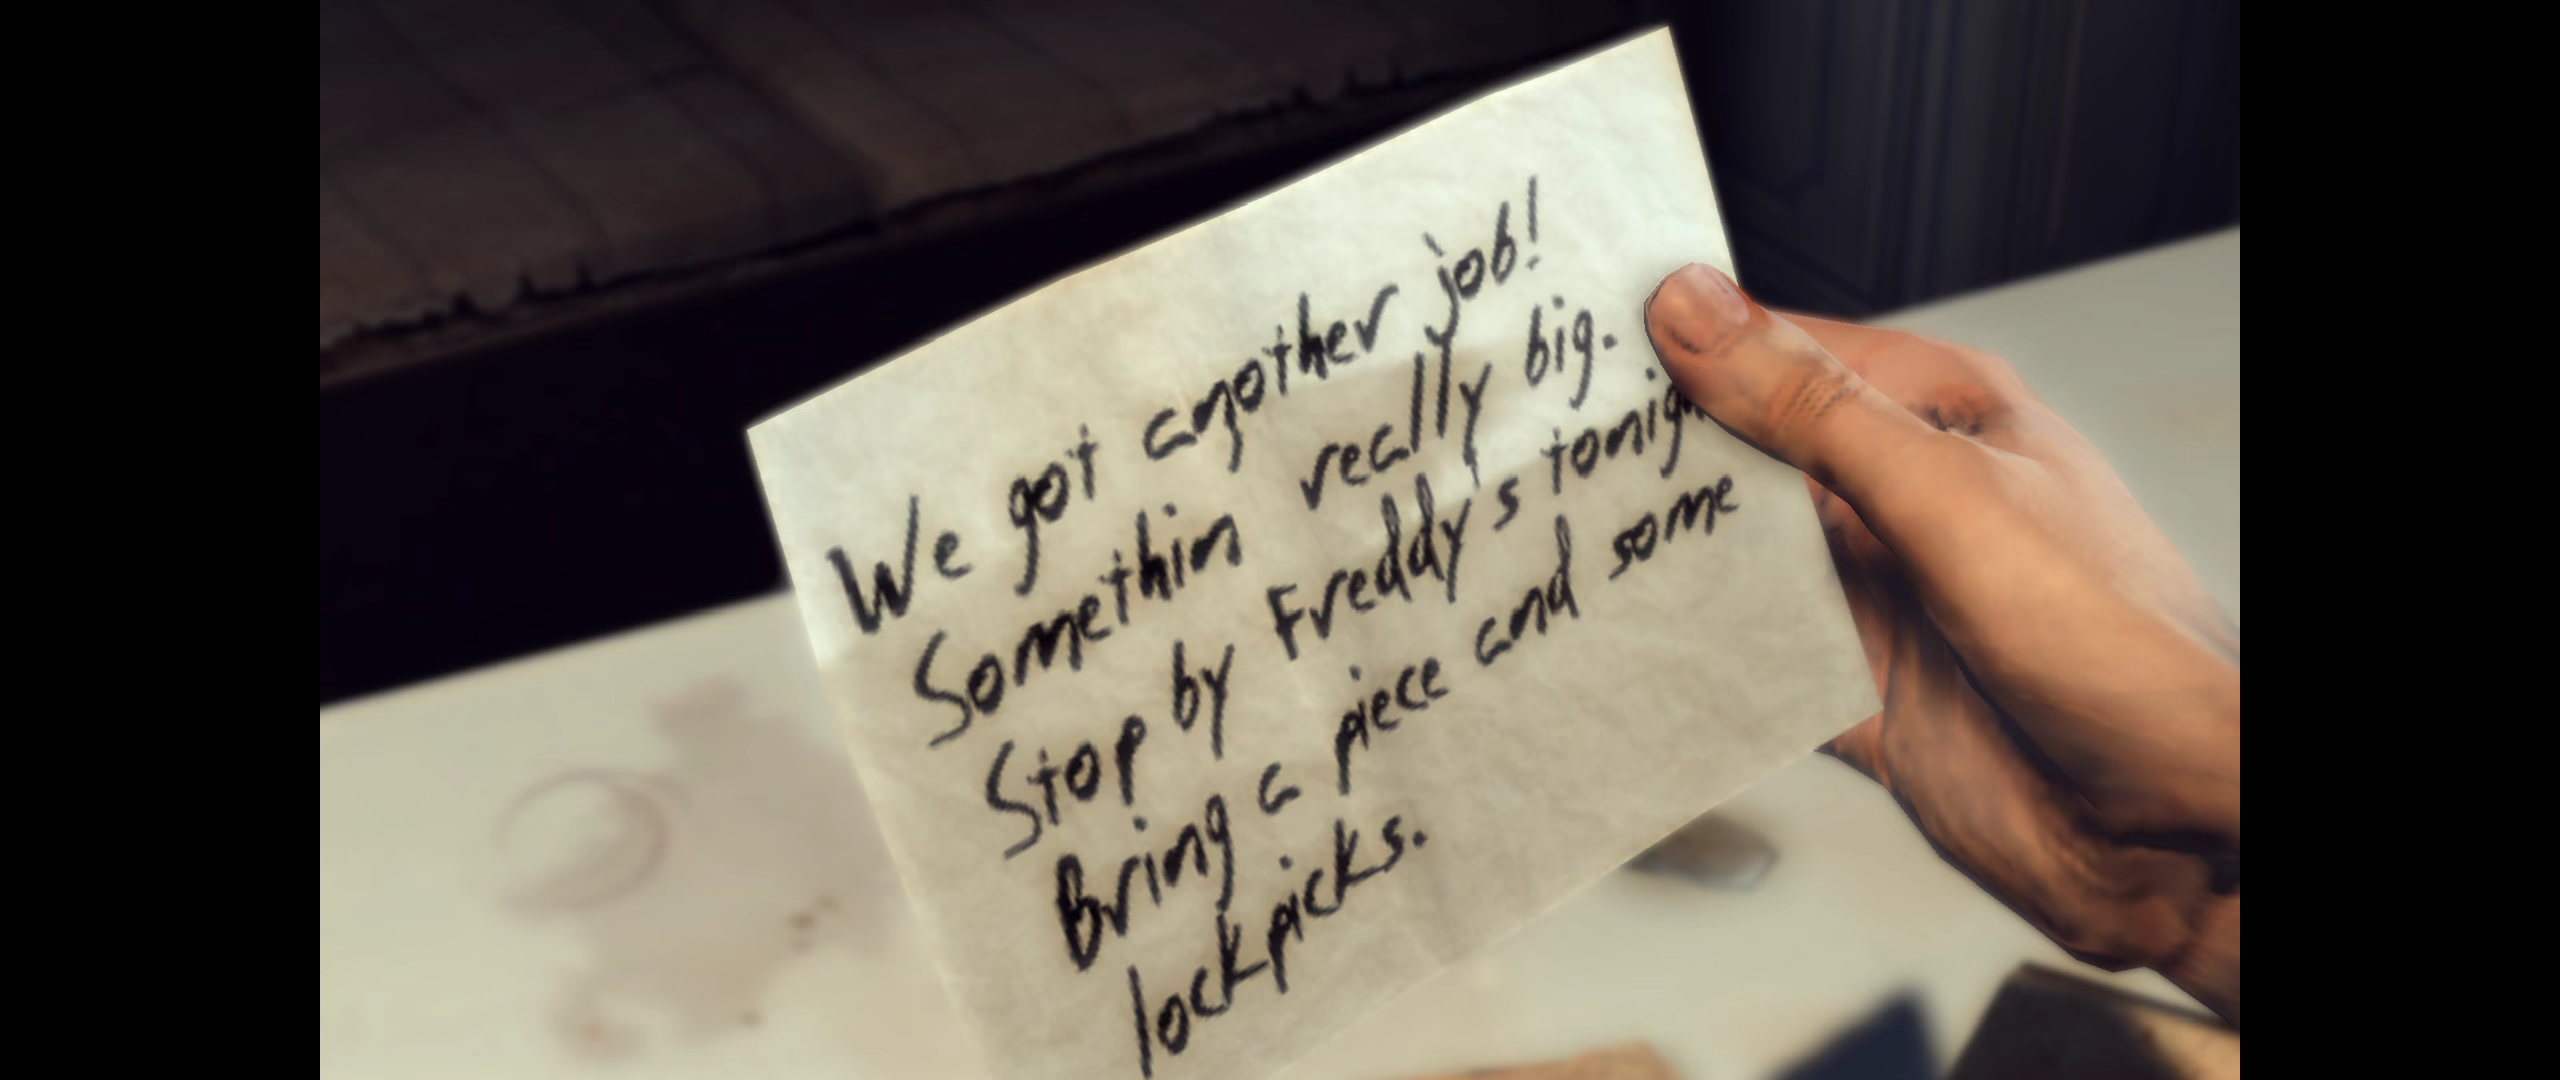 We got another job!
Somethin really big.
Stop by Freddy's
Bring a piece and some
lockpicks.